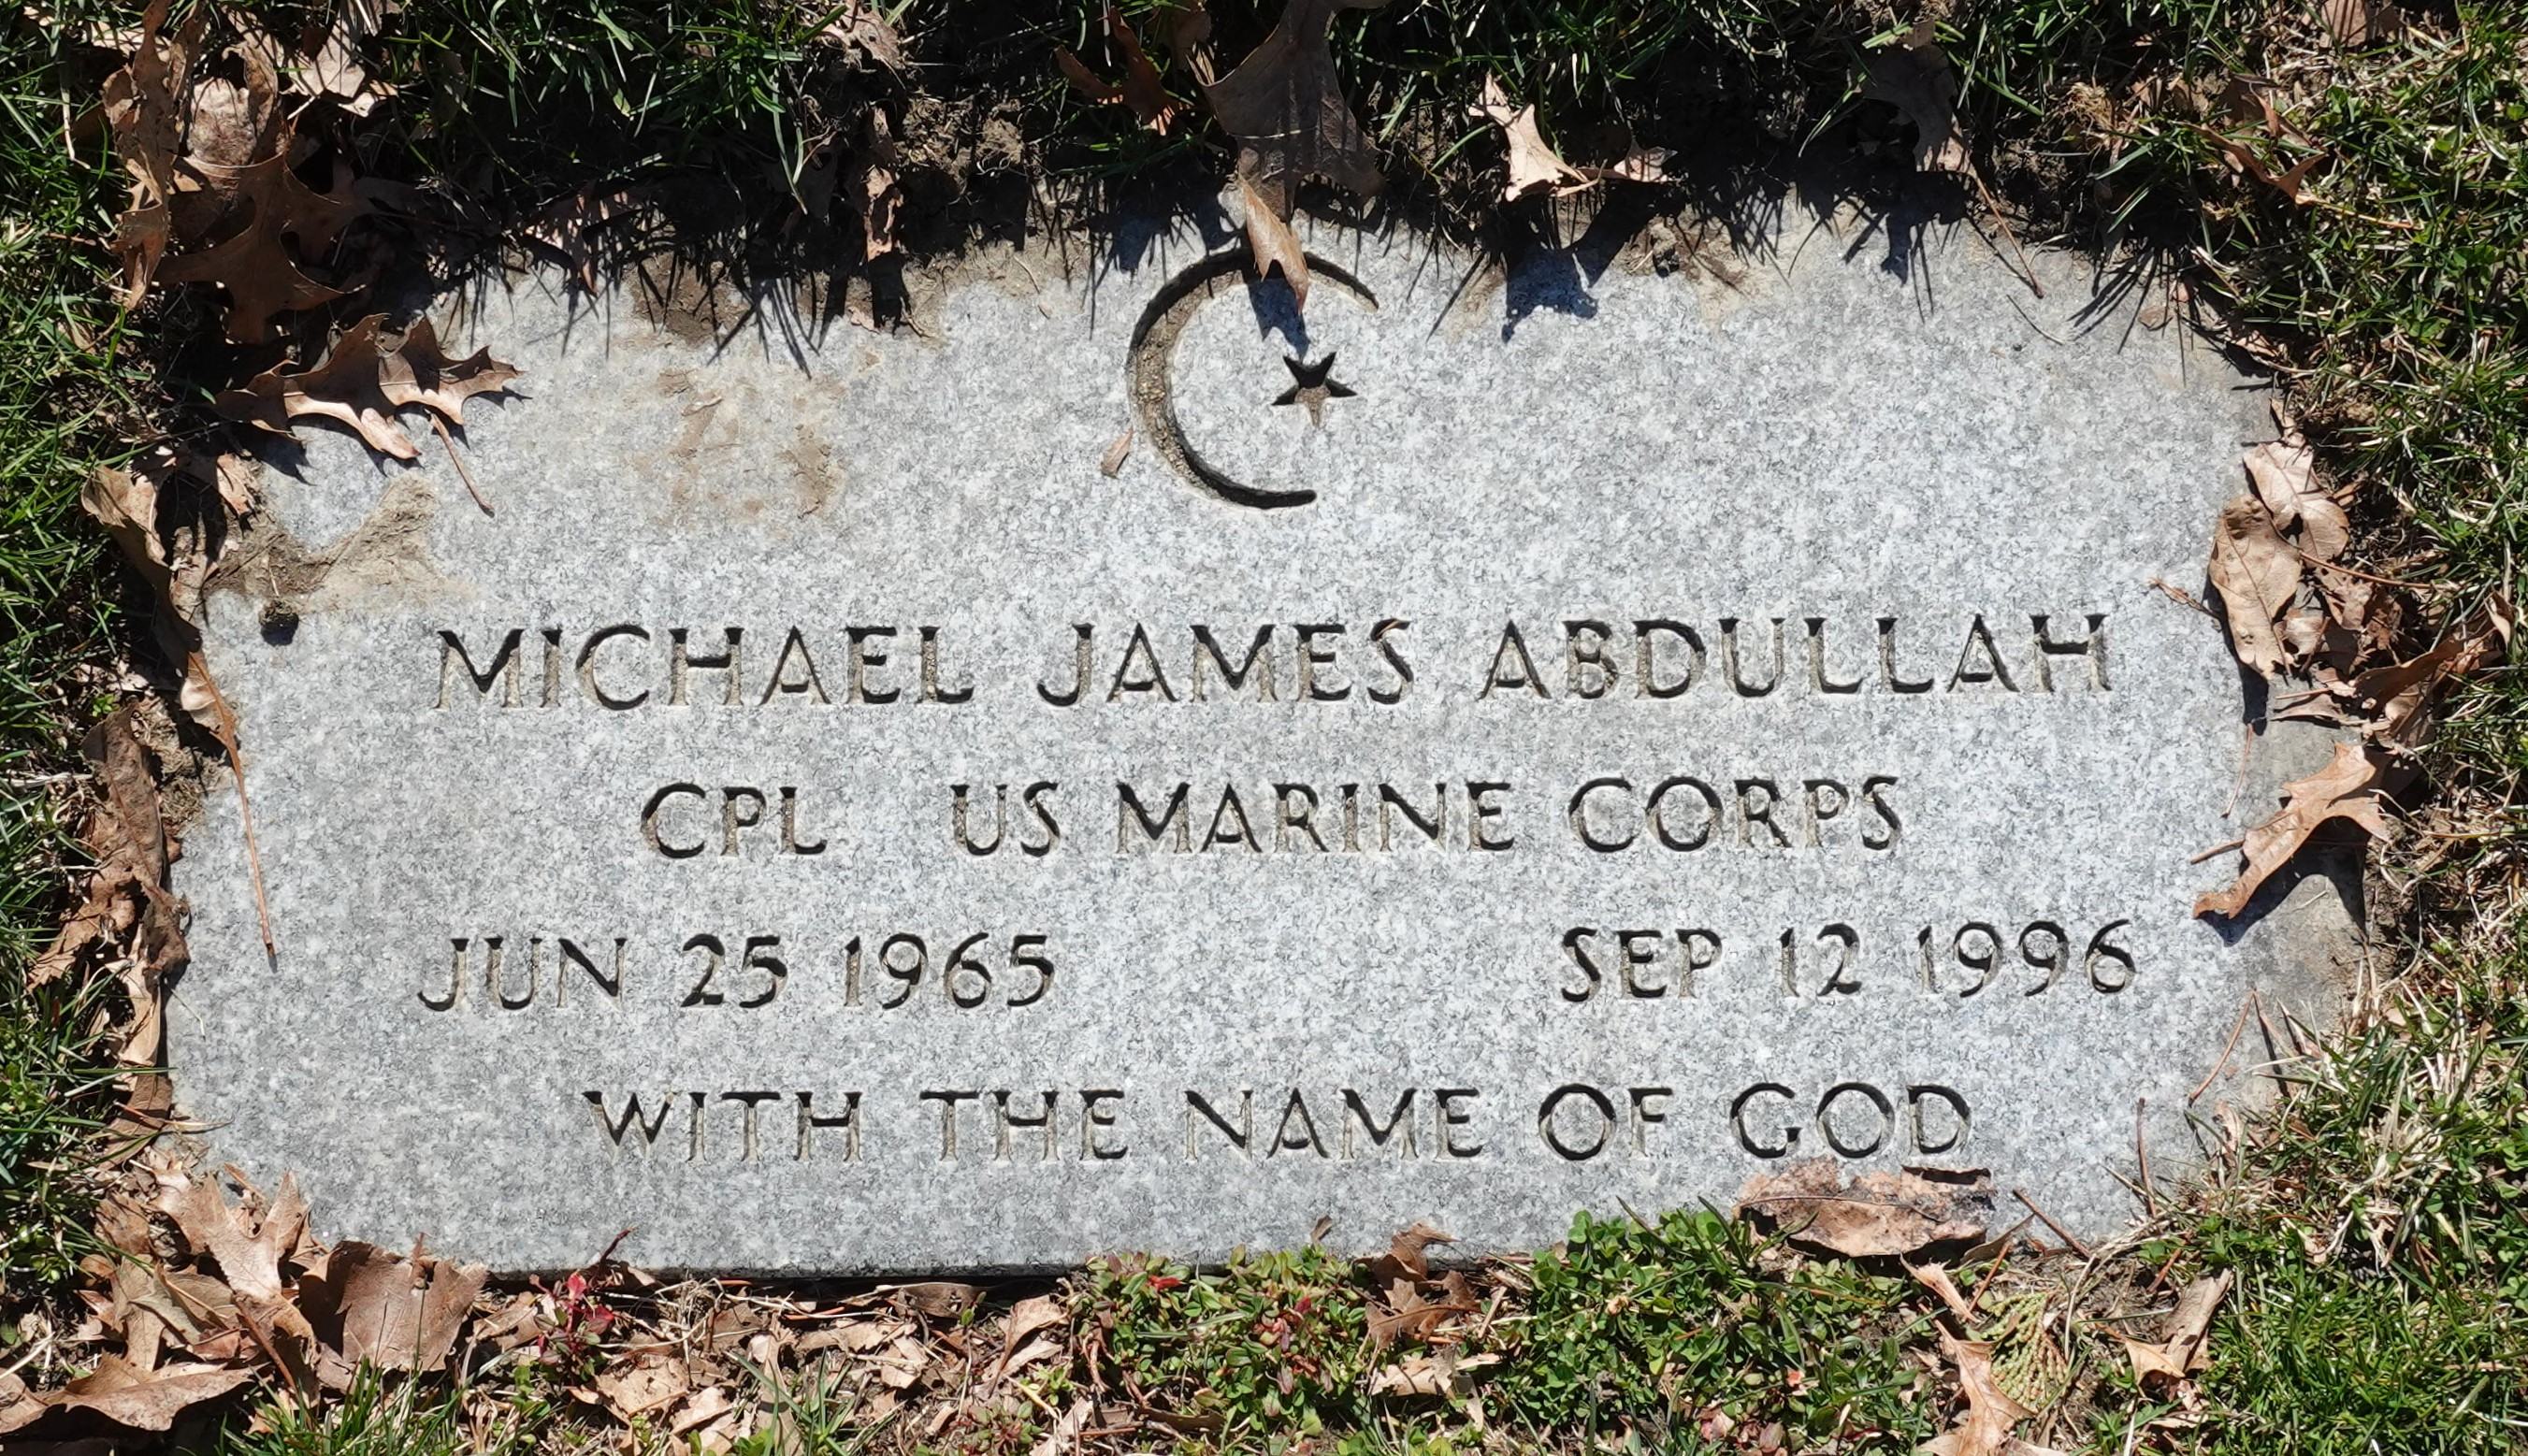 MICHAEL JAMES ABDULLAH
CPL US MARINE CORPS
JUN 25 1965 SEP 12 1996
WITH THE NAME OF GOD